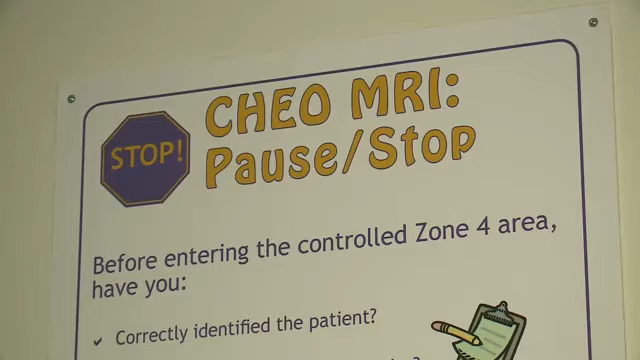 STOP!
CHEO MRI:
Pause/Stop
Before entering the controlled Zone 4 area,
have you:
✓ Correctly identified the patient?